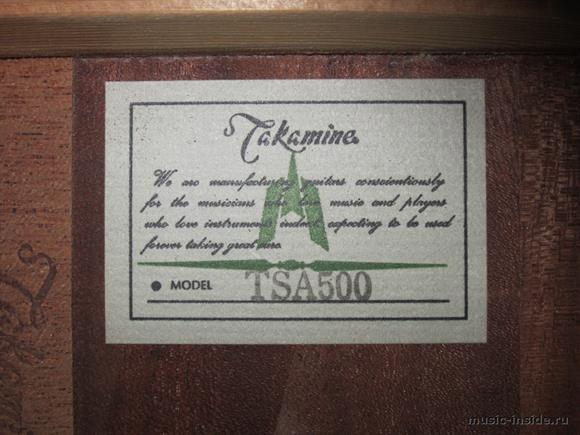 Takamine
We are manufacturing guitars conscientiously
for the musicians who love music and players
who love instruments indeed, expecting to be used
forever taking great care.
MODEL TSA500
music-inside.ru